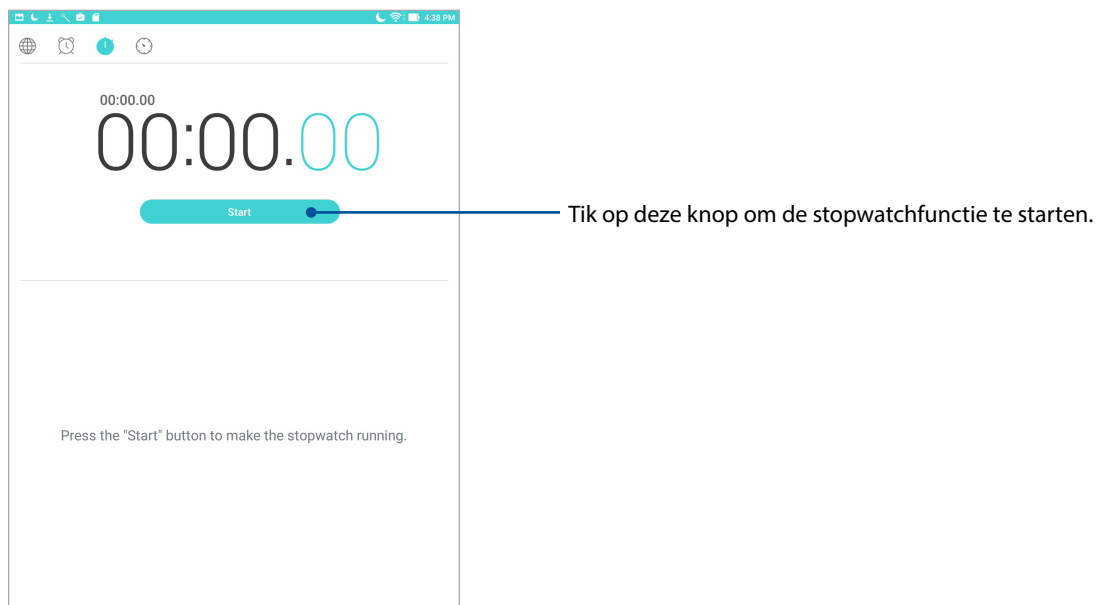 4:38 PM
00:00.00
00:00.00
Start
Tik op deze knop om de stopwatchfunctie te starten.
Press the "Start" button to make the stopwatch running.